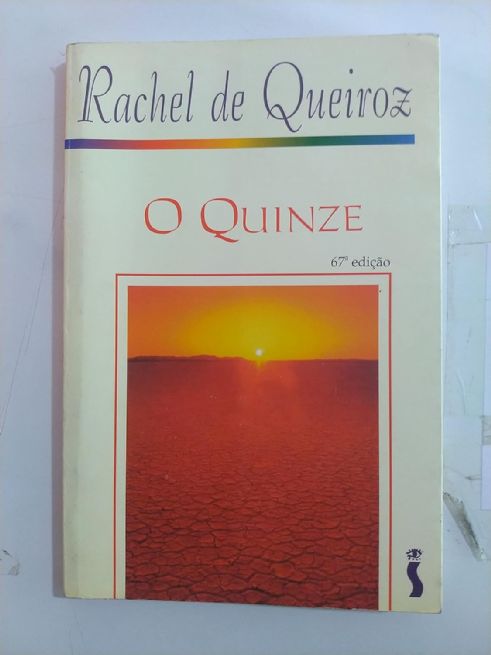 Rachel de Queiroz
O QUINZE
67ª edição
S